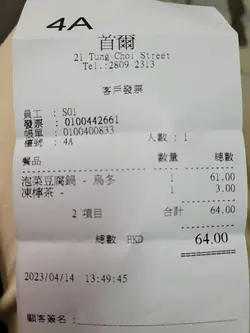 4A
首爾
21 Tung Choi Street
Tel.:2809 2313
客戶發票
員工 : S01
發票 : 0100442661
帳單 : 0100400833
檯號 : 4A 人數 : 1
餐品 數量 總數
泡菜豆腐鍋 - 烏冬 1 61.00
凍檸茶 - 1 3.00
2 項目 合計 64.00
總數 HKD 64.00
2023/04/14 13:49:45
顧客簽名 :